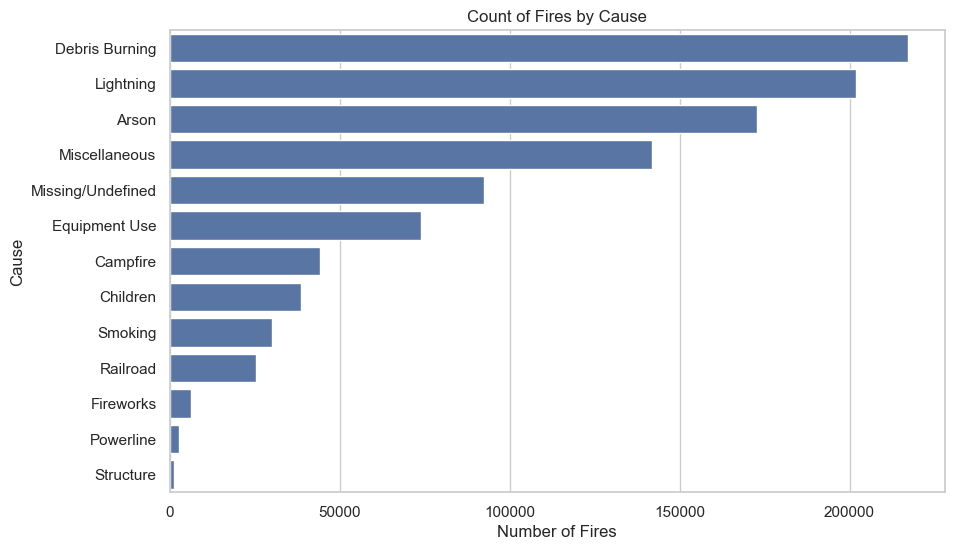 Count of Fires by Cause
Cause
Debris Burning
Lightning
Arson
Miscellaneous
Missing/Undefined
Equipment Use
Campfire
Children
Smoking
Railroad
Fireworks
Powerline
Structure
0 50000 100000 150000 200000
Number of Fires